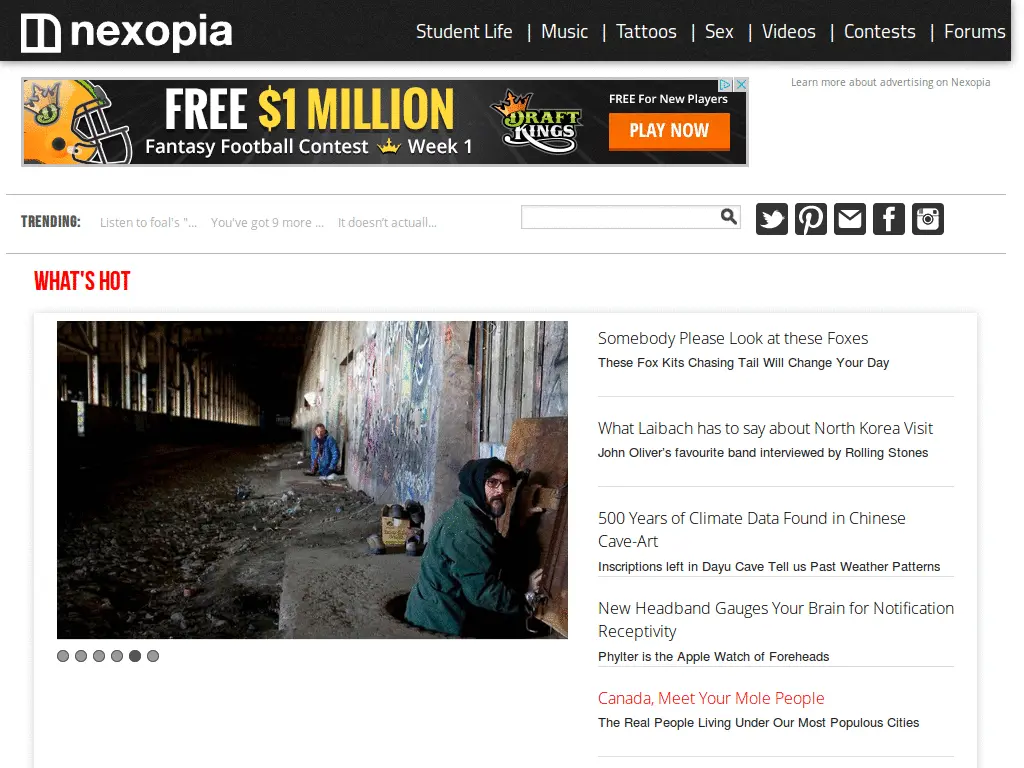 nexopia
Student Life | Music | Tattoos | Sex | Videos | Contests | Forums
FREE $1 MILLION
Fantasy Football Contest Week 1
DRAFT
KINGS
FREE For New Players
PLAY NOW
Learn more about advertising on Nexopia
TRENDING: Listen to foal's "... You've got 9 more ... It doesn't actuall...
WHAT'S HOT
Somebody Please Look at these Foxes
These Fox Kits Chasing Tail Will Change Your Day
What Laibach has to say about North Korea Visit
John Oliver's favourite band interviewed by Rolling Stones
500 Years of Climate Data Found in Chinese
Cave-Art
Inscriptions left in Dayu Cave Tell us Past Weather Patterns
New Headband Gauges Your Brain for Notification
Receptivity
Phylter is the Apple Watch of Foreheads
Canada, Meet Your Mole People
The Real People Living Under Our Most Populous Cities